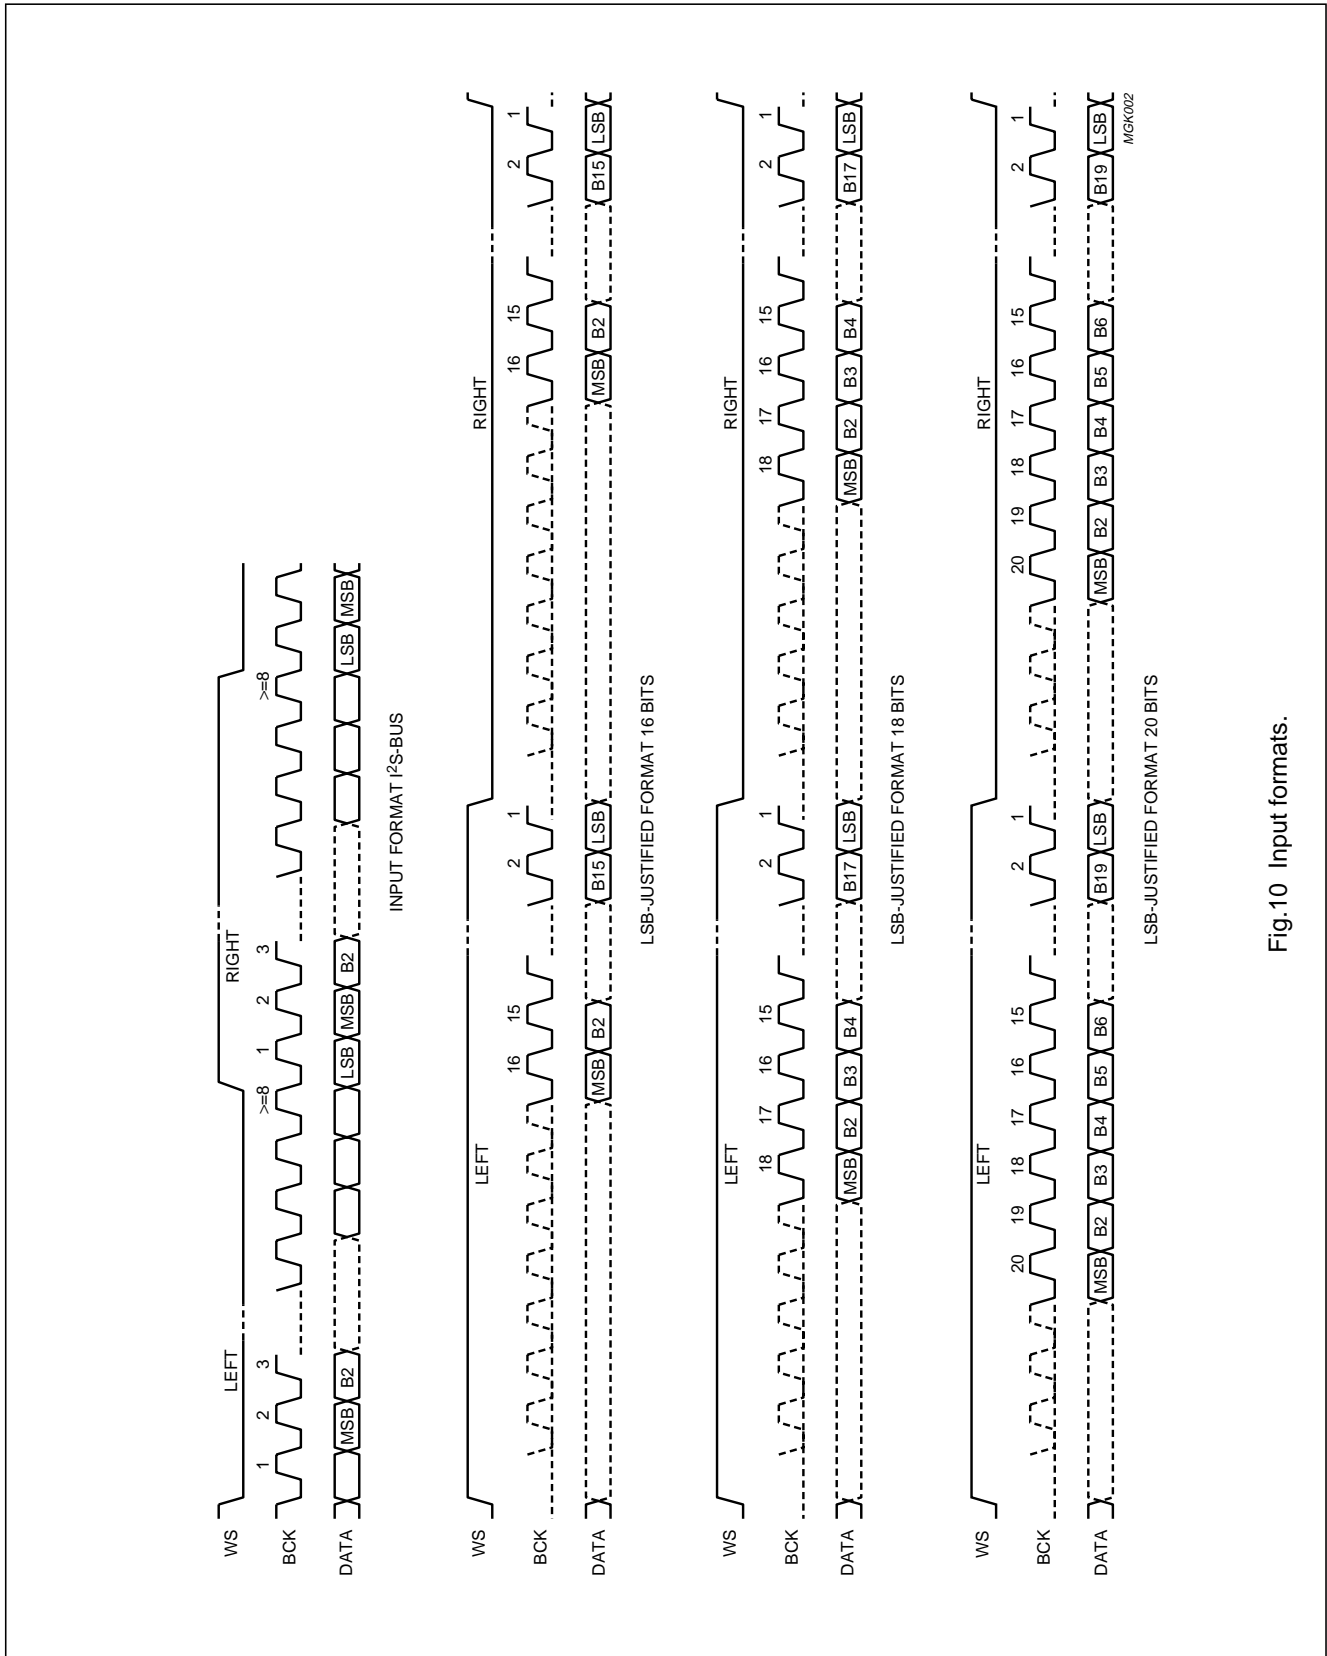 WS LEFT RIGHT
BCK 1 2 3 >=8 1 2 3 >=8
DATA MSB B2 LSB MSB B2 LSB MSB
INPUT FORMAT I²S-BUS
WS LEFT RIGHT
BCK 16 15 2 1 16 15 2 1
DATA MSB B2 B15 LSB MSB B2 B15 LSB
LSB-JUSTIFIED FORMAT 16 BITS
WS LEFT RIGHT
BCK 18 17 16 15 2 1 18 17 16 15 2 1
DATA MSB B2 B3 B4 B17 LSB MSB B2 B3 B4 B17 LSB
LSB-JUSTIFIED FORMAT 18 BITS
WS LEFT RIGHT
BCK 20 19 18 17 16 15 2 1 20 19 18 17 16 15 2 1
DATA MSB B2 B3 B4 B5 B6 B19 LSB MSB B2 B3 B4 B5 B6 B19 LSB
MGK002
LSB-JUSTIFIED FORMAT 20 BITS
Fig.10 Input formats.